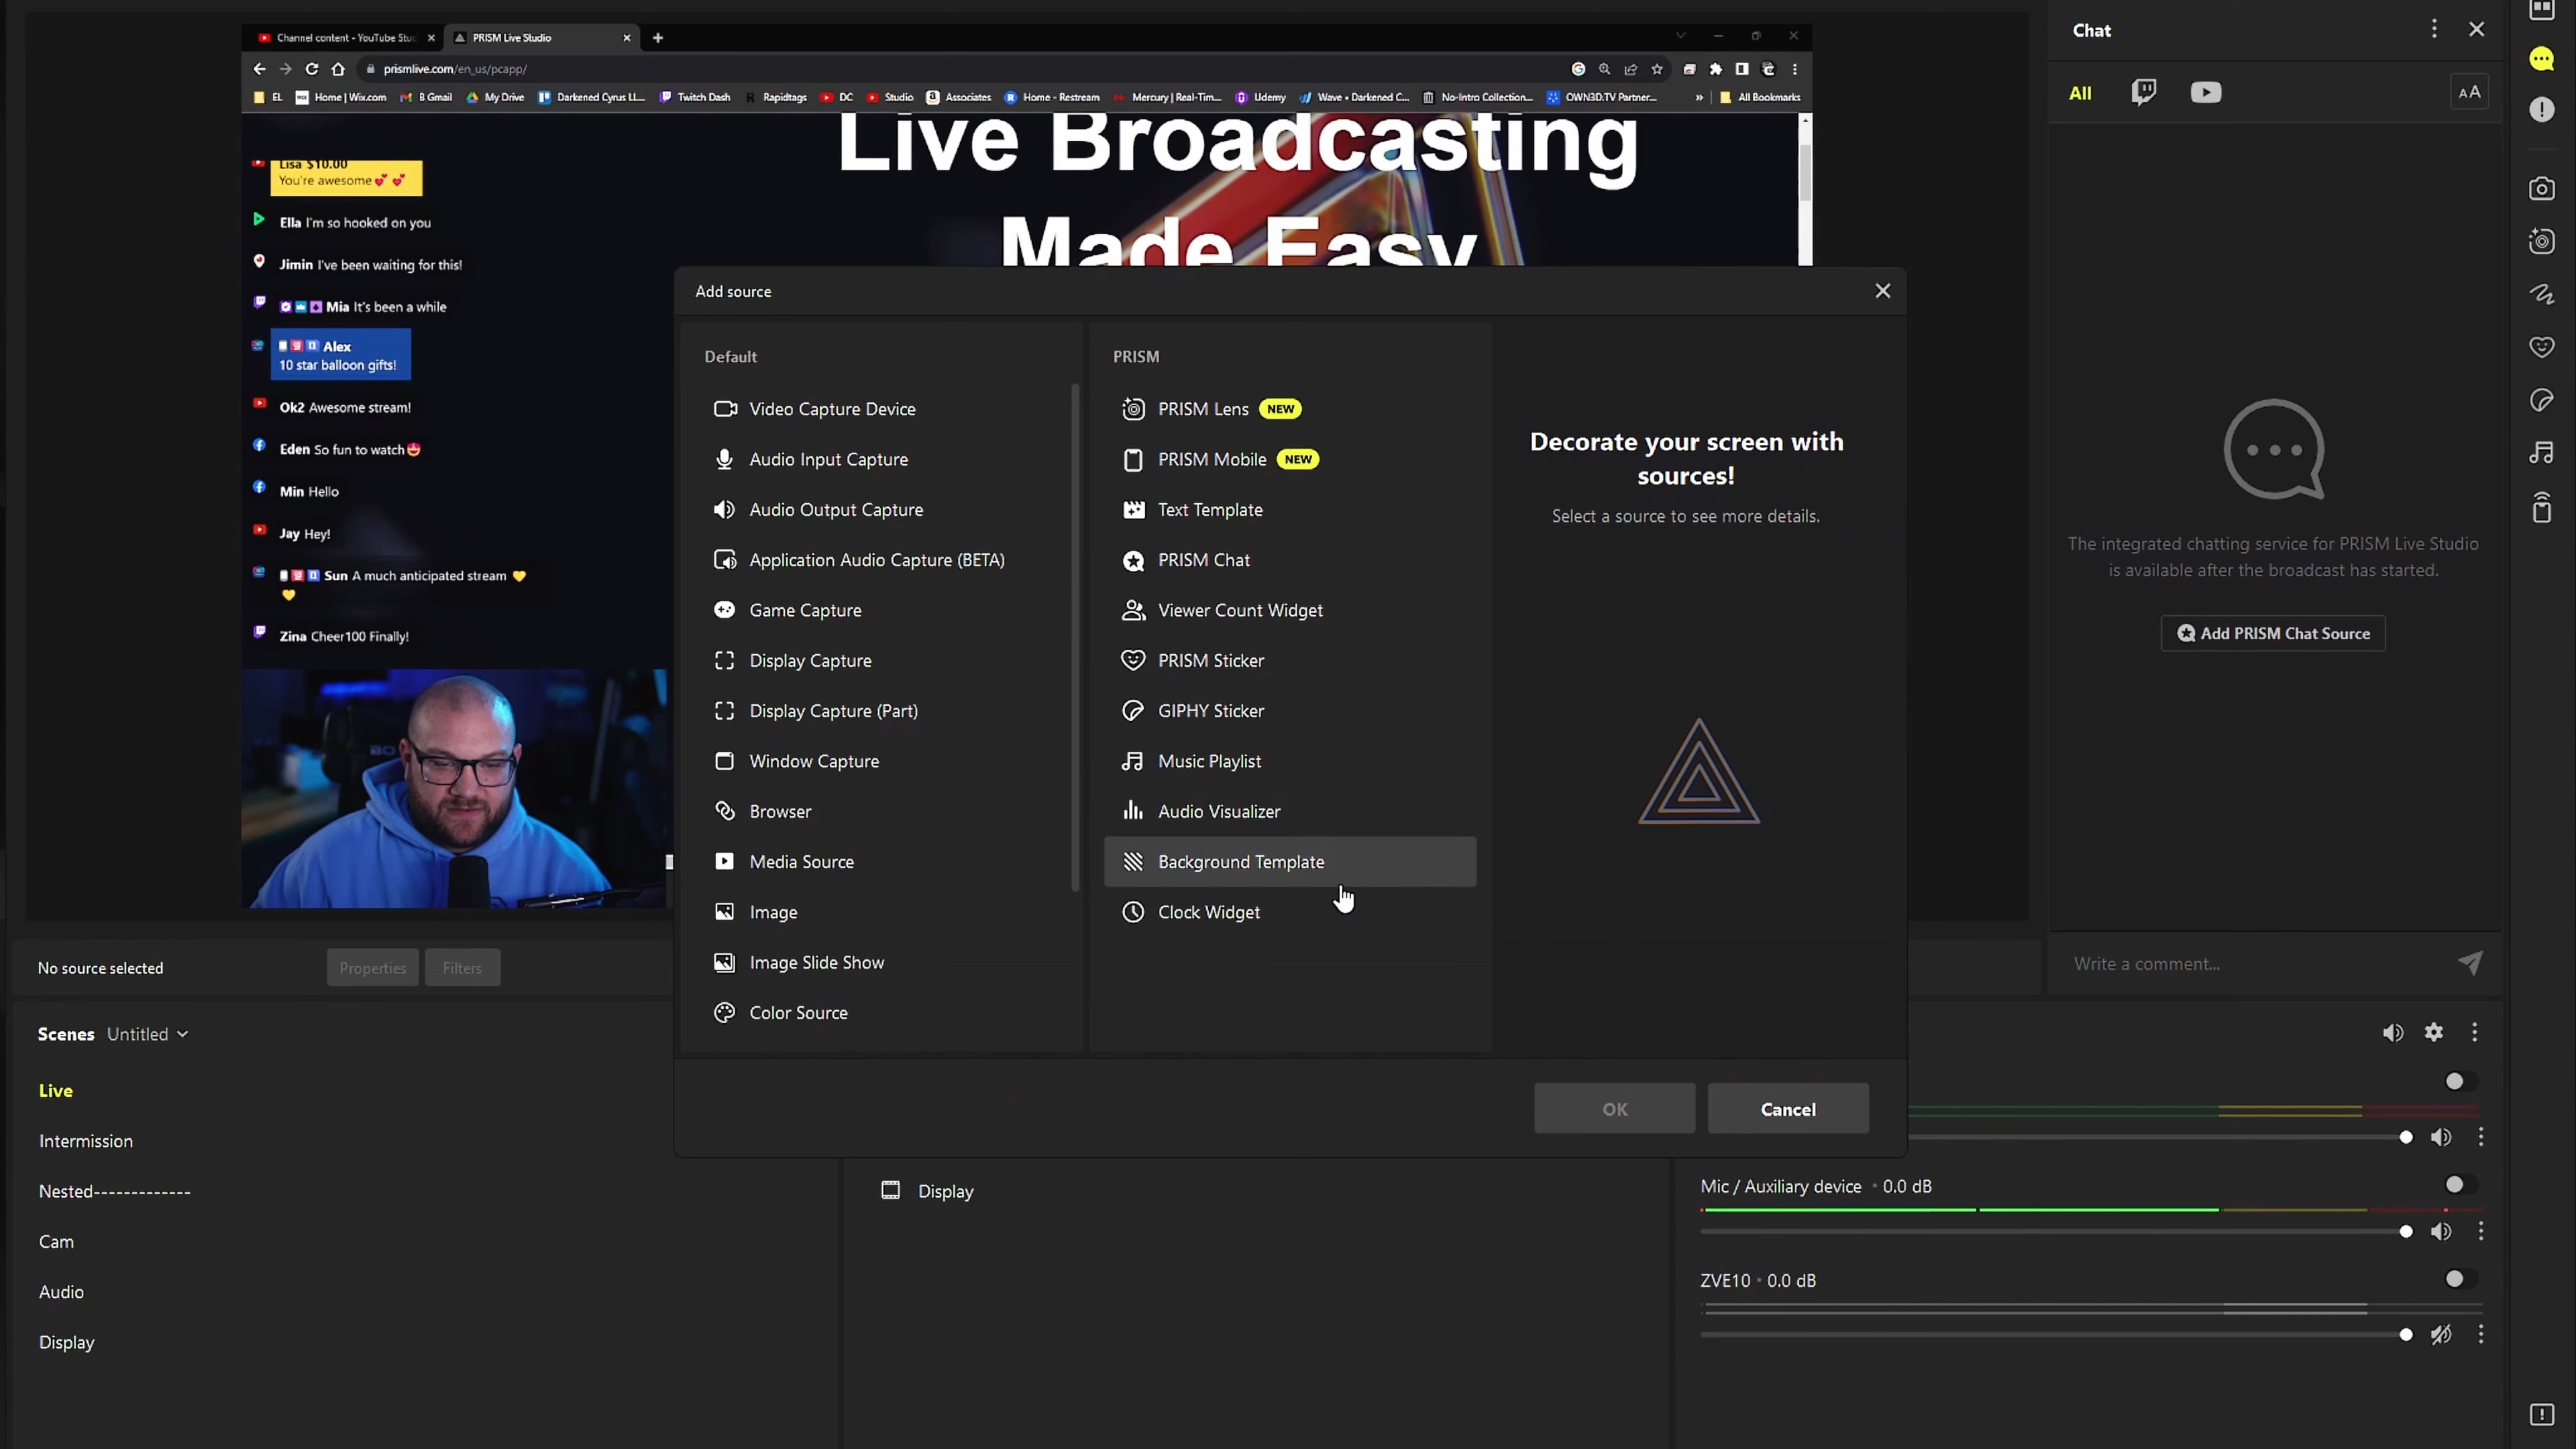 Channel content - YouTube Stu
PRISM Live Studio
prismlive.com/en_us/pcapp/
EL
Home | Wix.com
B Gmail
My Drive
Darkened Cyrus LL...
Twitch Dash
Rapidtags
DC
Studio
Associates
Home - Restream
Mercury | Real-Tim...
Udemy
Wave • Darkened C...
No-Intro Collection...
OWN3D.TV Partner...
»
All Bookmarks
Live Broadcasting
Made Easy
Lisa $10.00
You're awesome💕 💕
Ella I'm so hooked on you
Jimin I've been waiting for this!
Mia It's been a while
Alex
10 star balloon gifts!
Ok2 Awesome stream!
Eden So fun to watch🤩
Min Hello
Jay Hey!
Sun A much anticipated stream 💛
💛
Zina Cheer100 Finally!
Add source
Default
Video Capture Device
Audio Input Capture
Audio Output Capture
Application Audio Capture (BETA)
Game Capture
Display Capture
Display Capture (Part)
Window Capture
Browser
Media Source
Image
Image Slide Show
Color Source
PRISM
PRISM Lens NEW
PRISM Mobile NEW
Text Template
PRISM Chat
Viewer Count Widget
PRISM Sticker
GIPHY Sticker
Music Playlist
Audio Visualizer
Background Template
Clock Widget
Decorate your screen with
sources!
Select a source to see more details.
OK
Cancel
Chat
All
AA
The integrated chatting service for PRISM Live Studio
is available after the broadcast has started.
Add PRISM Chat Source
Write a comment...
No source selected
Properties
Filters
Scenes Untitled
Live
Intermission
Nested-------------
Cam
Audio
Display
Display
Mic / Auxiliary device • 0.0 dB
ZVE10 • 0.0 dB